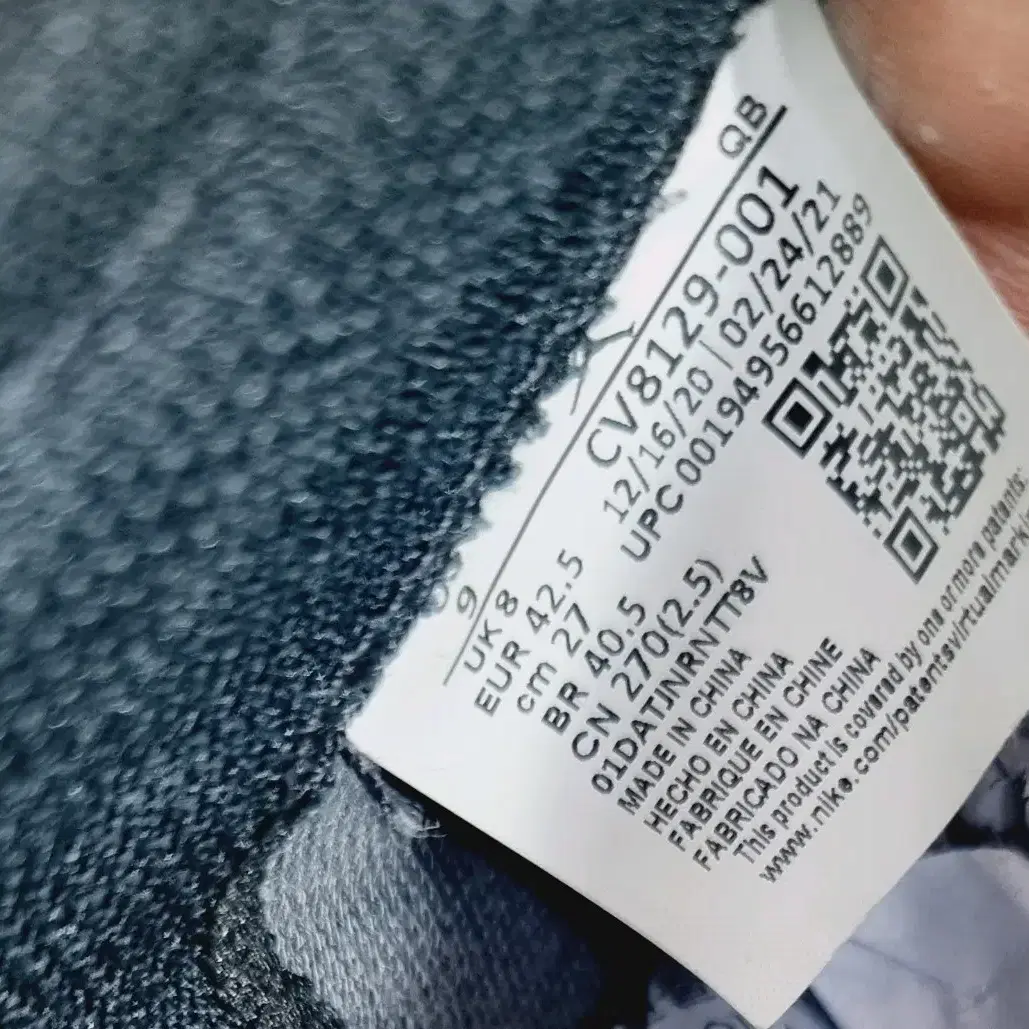 QB
CV8129-001
12/16/20 | 02/24/21
UPC 00194956612889
9
UK 8
EUR 42.5
cm 27
BR 40.5
CN 270(2.5)
01DATJNRNTT8V
MADE IN CHINA
HECHO EN CHINA
FABRIQUE EN CHINE
FABRICADO NA CHINA
This product is covered by one or more patents:
www.nike.com/patentsvirtualmark